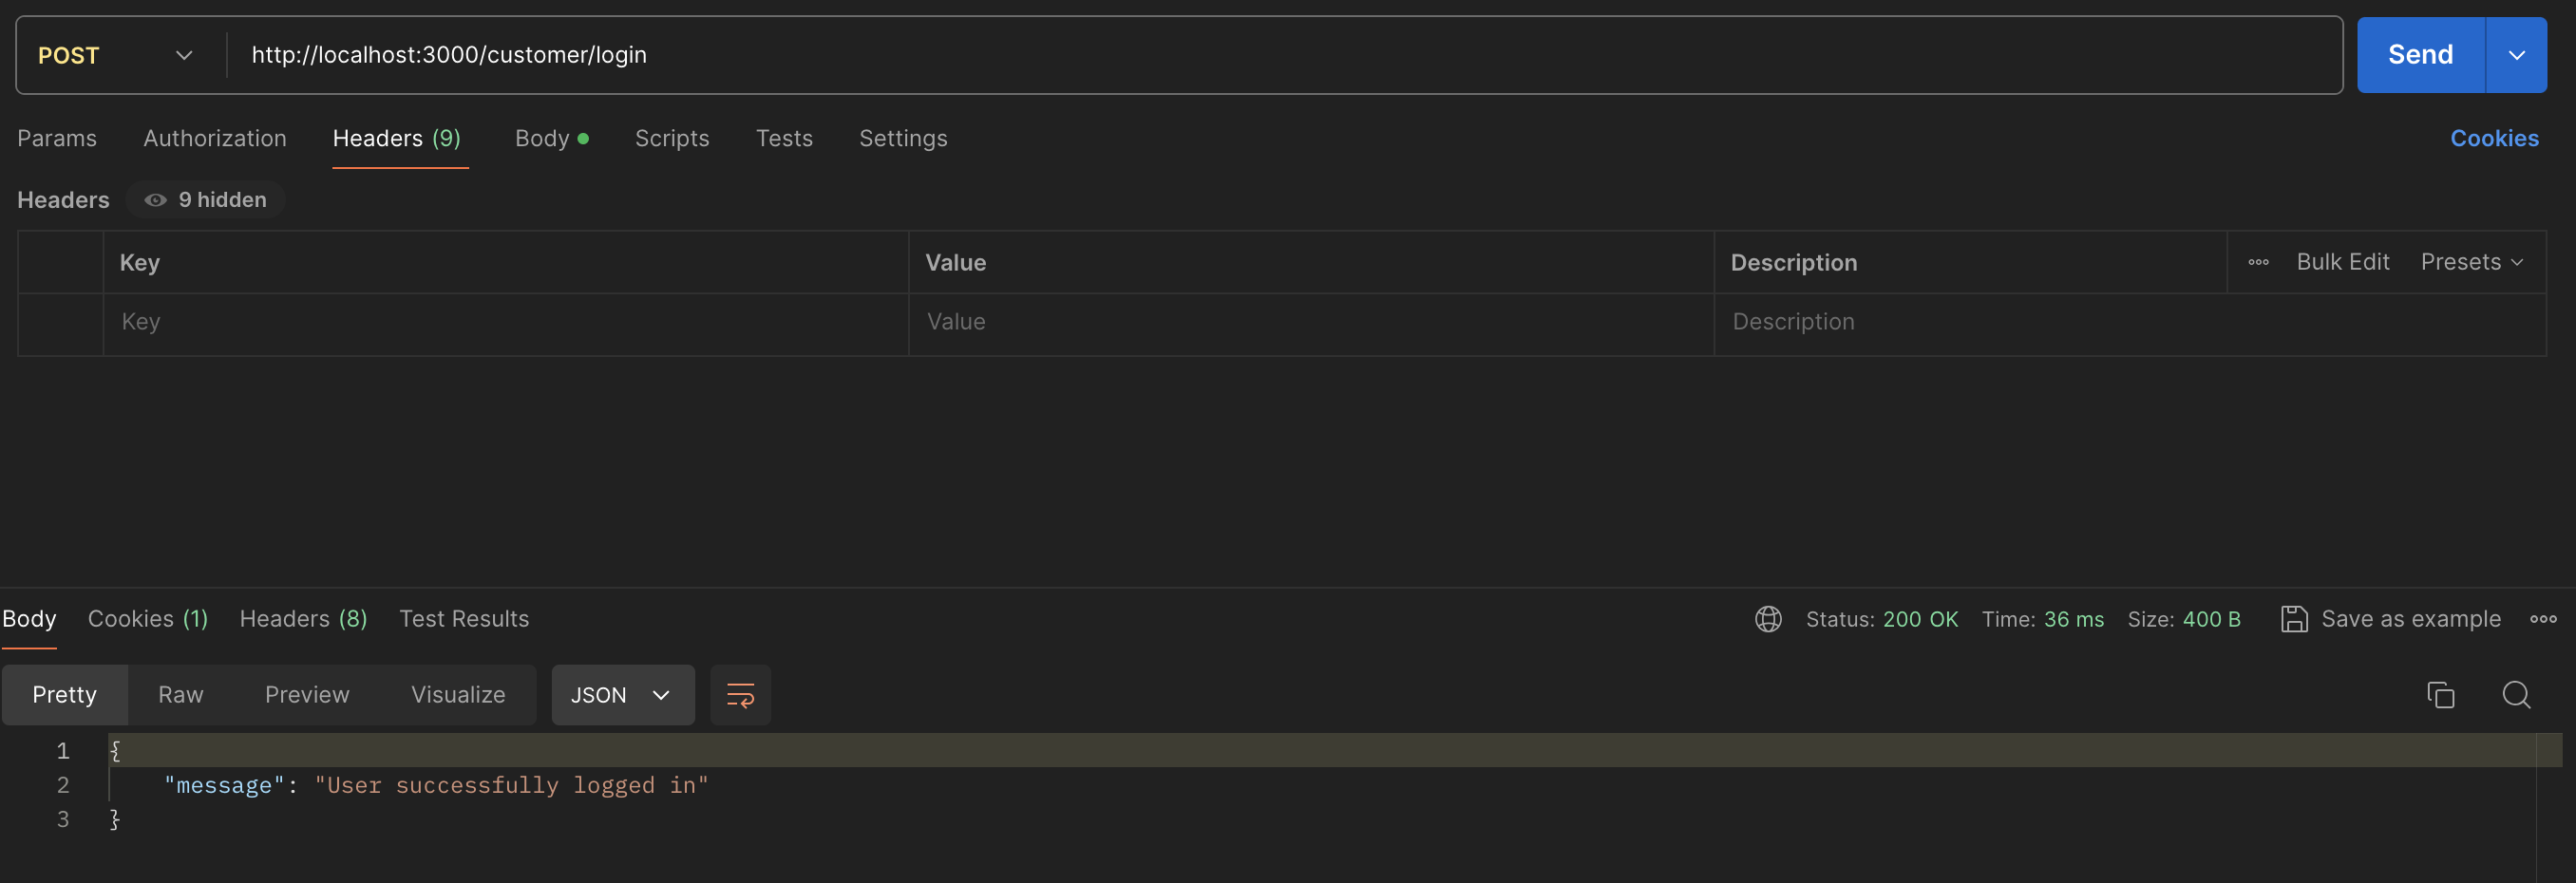 POST http://localhost:3000/customer/login Send
Params Authorization Headers (9) Body Scripts Tests Settings Cookies
Headers 9 hidden
Key Value Description Bulk Edit Presets
Key Value Description
Body Cookies (1) Headers (8) Test Results Status: 200 OK Time: 36 ms Size: 400 B Save as example
Pretty Raw Preview Visualize JSON
1 {
2 "message": "User successfully logged in"
3 }